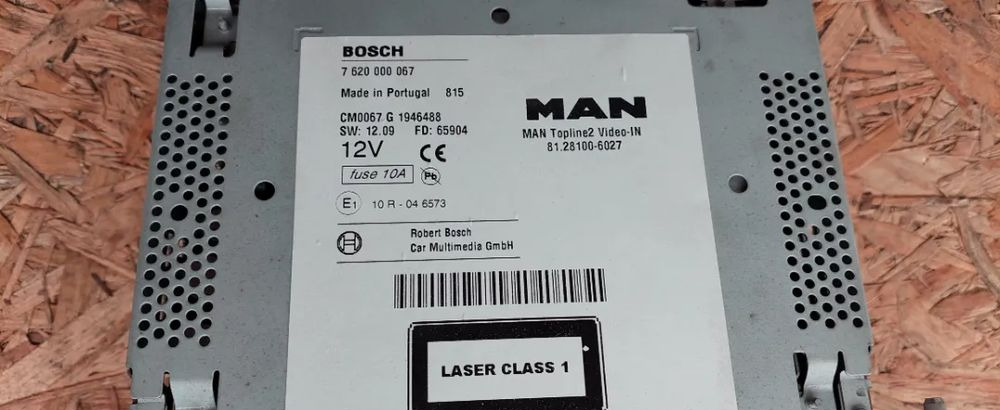 BOSCH
7 620 000 067
Made in Portugal 815
CM0067 G 1946488
SW: 12.09 FD: 65904
12V CE
fuse 10A Pb
E1 10 R - 04 6573
Robert Bosch
Car Multimedia GmbH
MAN
MAN Topline2 Video-IN
81.28100-6027
LASER CLASS 1